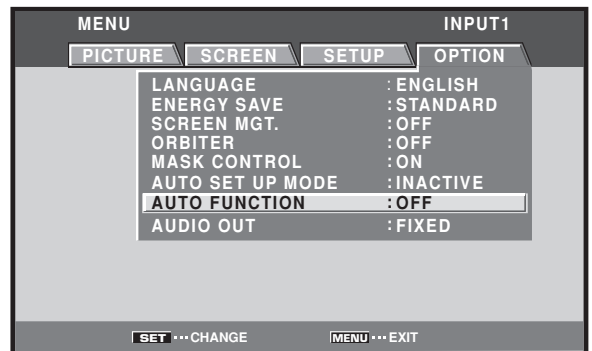 MENU INPUT1
PICTURE SCREEN SETUP OPTION
LANGUAGE :ENGLISH
ENERGY SAVE :STANDARD
SCREEN MGT. :OFF
ORBITER :OFF
MASK CONTROL :ON
AUTO SET UP MODE :INACTIVE
AUTO FUNCTION :OFF
AUDIO OUT :FIXED
SET ··· CHANGE MENU ··· EXIT